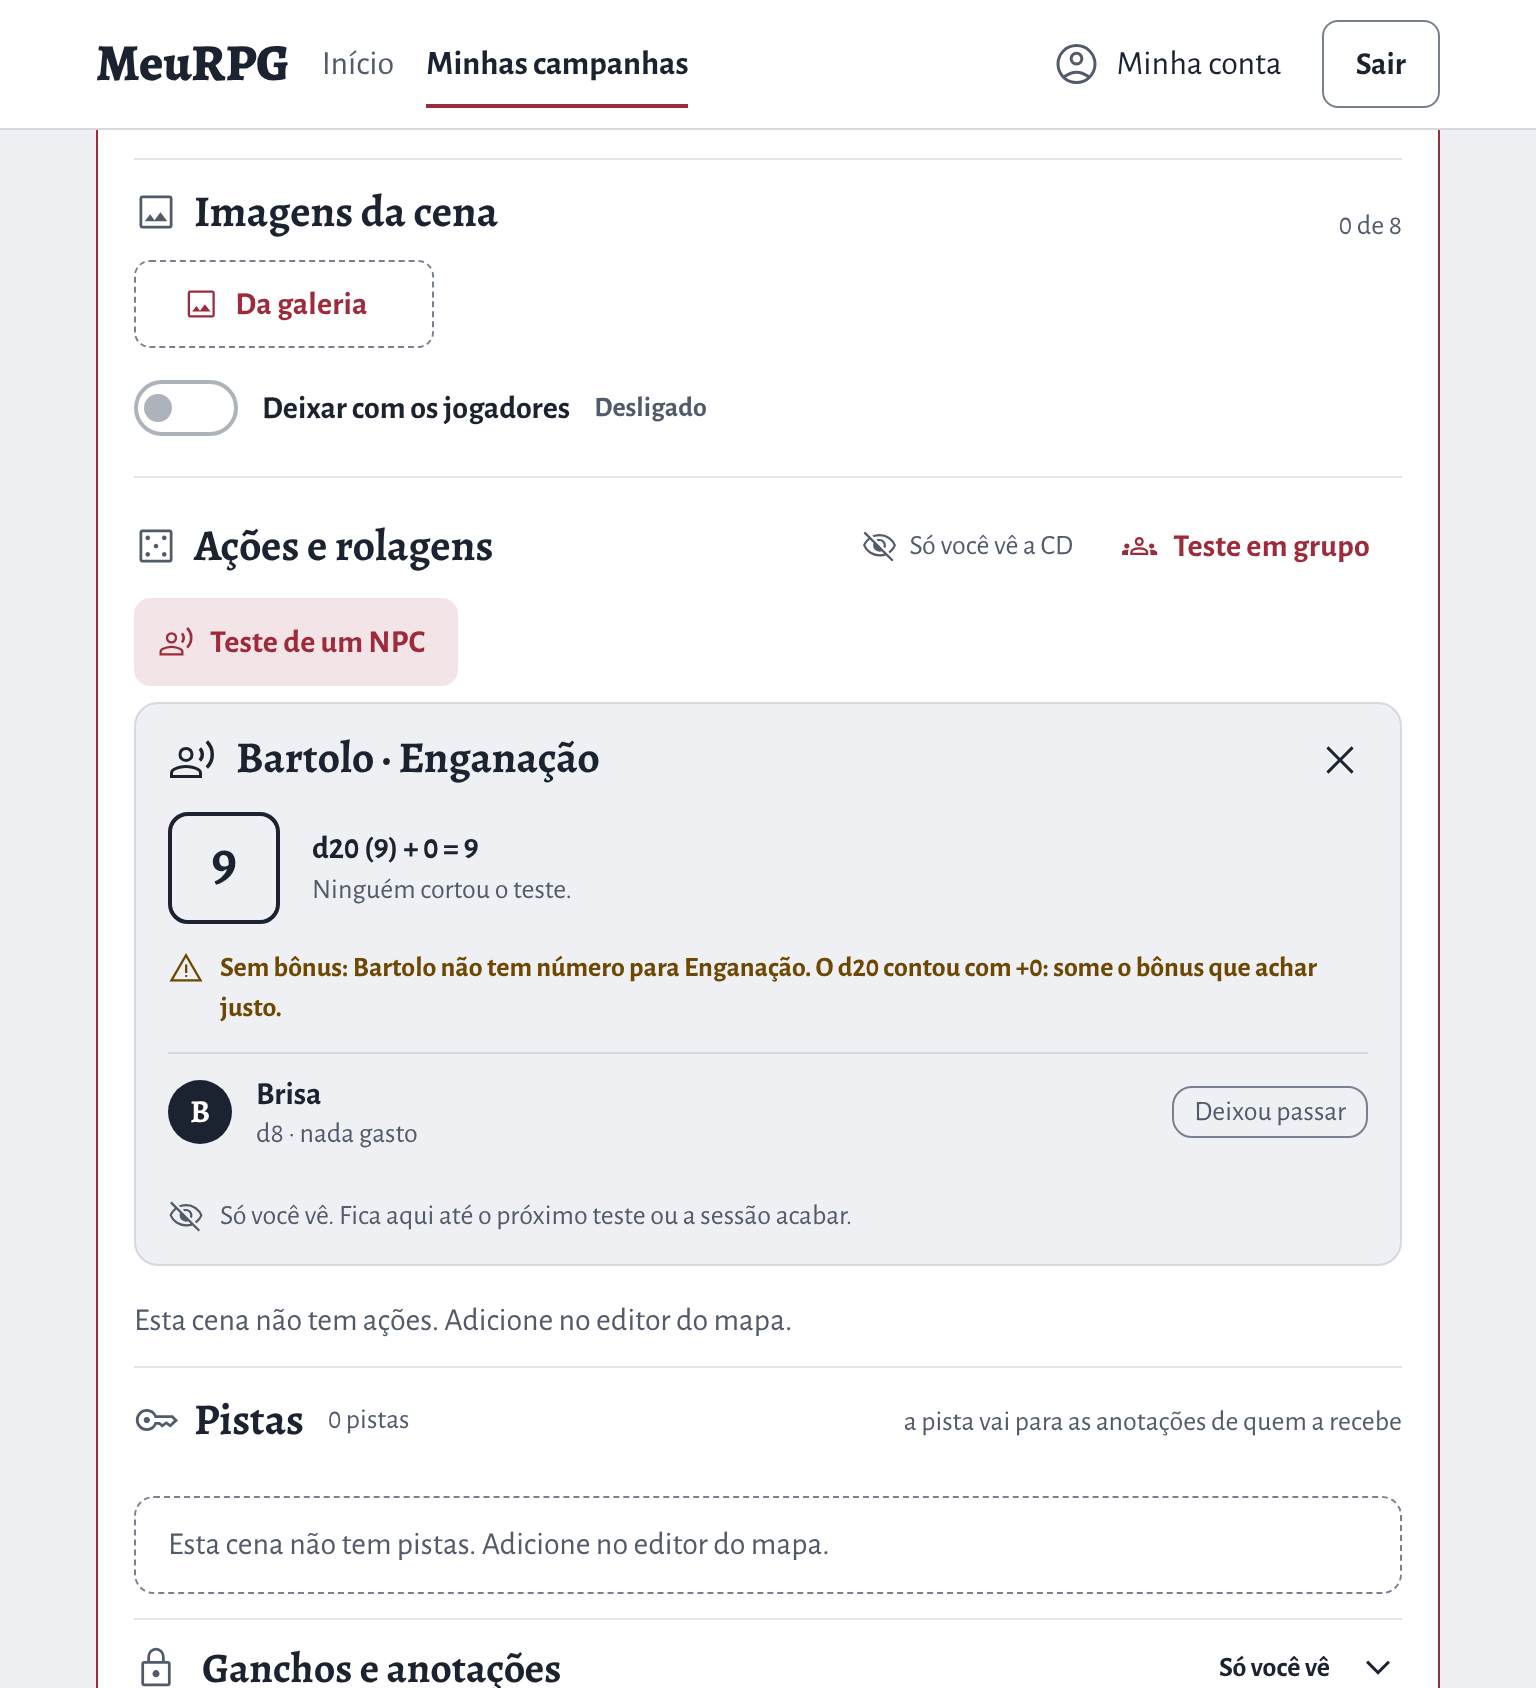 MeuRPG Início Minhas campanhas Minha conta Sair
Imagens da cena 0 de 8
Da galeria
Deixar com os jogadores Desligado
Ações e rolagens Só você vê a CD Teste em grupo
Teste de um NPC
Bartolo · Enganação
9
d20 (9) + 0 = 9
Ninguém cortou o teste.
Sem bônus: Bartolo não tem número para Enganação. O d20 contou com +0: some o bônus que achar
justo.
B
Brisa
d8 · nada gasto
Deixou passar
Só você vê. Fica aqui até o próximo teste ou a sessão acabar.
Esta cena não tem ações. Adicione no editor do mapa.
Pistas 0 pistas a pista vai para as anotações de quem a recebe
Esta cena não tem pistas. Adicione no editor do mapa.
Ganchos e anotações Só você vê